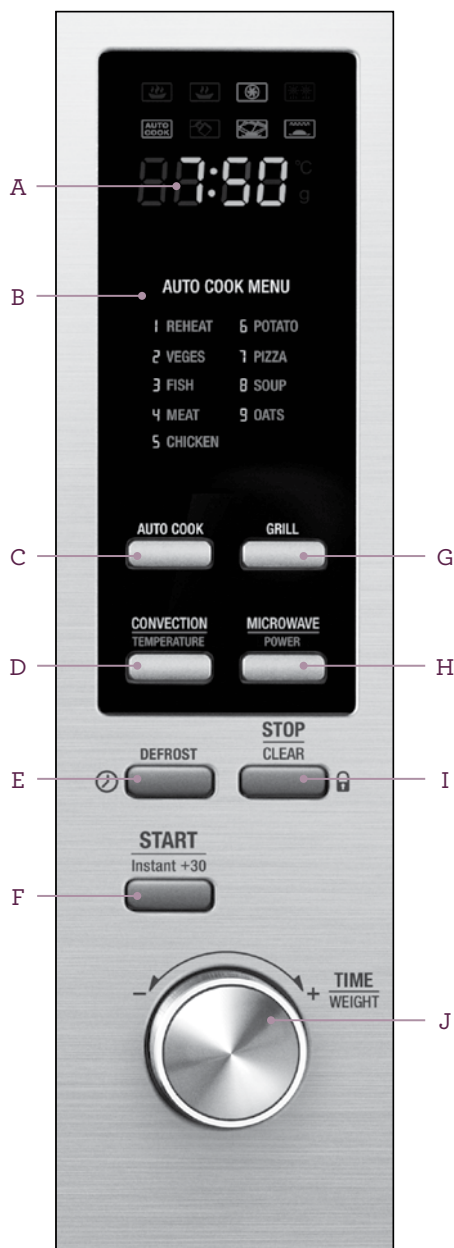 AUTO COOK
A
7:50
°C
g
B
AUTO COOK MENU
1 REHEAT 6 POTATO
2 VEGES 7 PIZZA
3 FISH 8 SOUP
4 MEAT 9 OATS
5 CHICKEN
AUTO COOK GRILL
C G
CONVECTION MICROWAVE
TEMPERATURE POWER
D H
STOP
DEFROST CLEAR
E I
START
Instant +30
F
- + TIME
WEIGHT
J